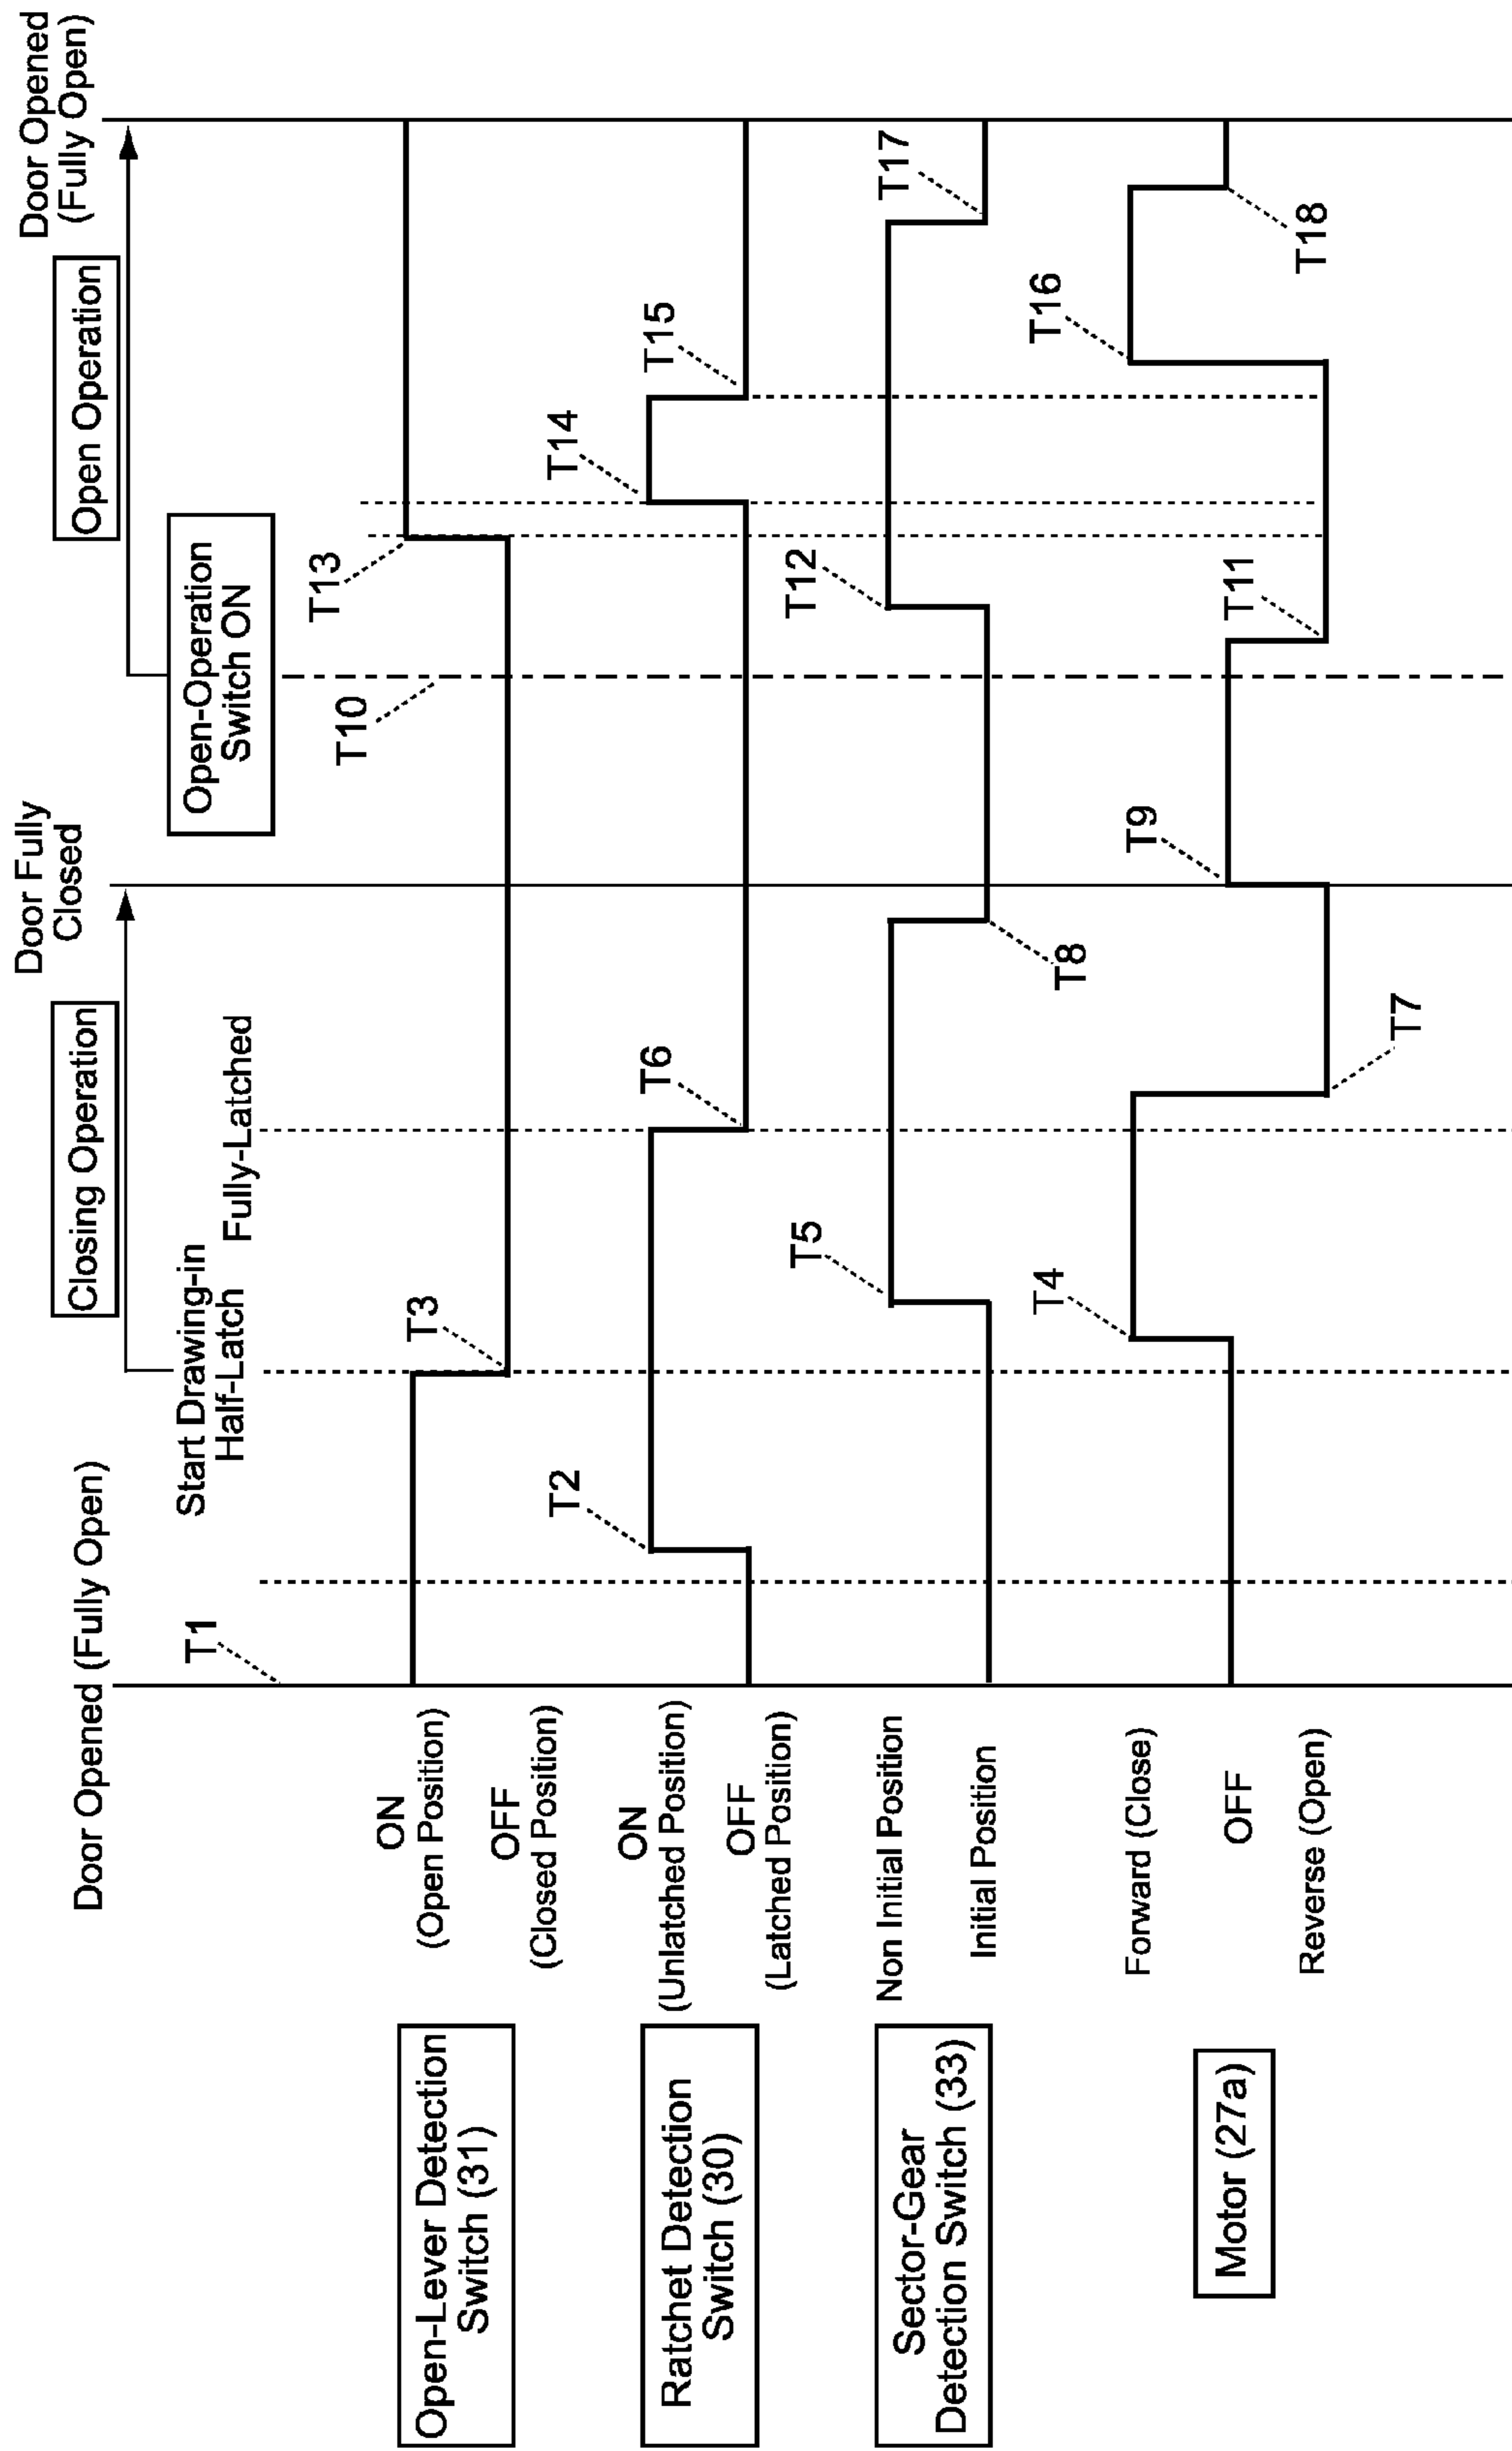 Door Opened (Fully Open)
Door Fully
Closed
Door Opened
(Fully Open)
Closing Operation
Open Operation
Start Drawing-in
Half-Latch
Fully-Latched
Open-Operation
Switch ON
T1
T10
Open-Lever Detection
Switch (31)
ON
(Open Position)
OFF
(Closed Position)
T3
T13
Ratchet Detection
Switch (30)
ON
(Unlatched Position)
OFF
(Latched Position)
T2
T6
T14
T15
Sector-Gear
Detection Switch (33)
Non Initial Position
Initial Position
T5
T8
T12
T17
Motor (27a)
Forward (Close)
OFF
Reverse (Open)
T4
T7
T9
T11
T16
T18